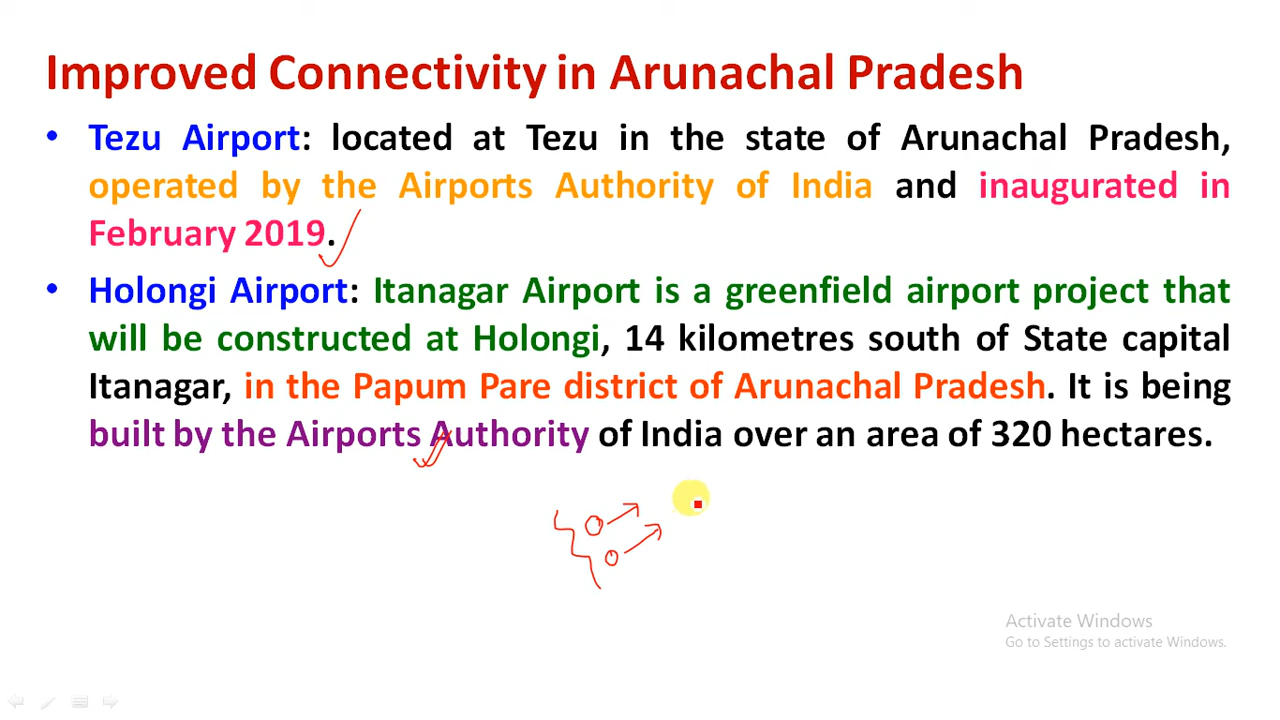 Improved Connectivity in Arunachal Pradesh
• Tezu Airport: located at Tezu in the state of Arunachal Pradesh,
operated by the Airports Authority of India and inaugurated in
February 2019.
• Holongi Airport: Itanagar Airport is a greenfield airport project that
will be constructed at Holongi, 14 kilometres south of State capital
Itanagar, in the Papum Pare district of Arunachal Pradesh. It is being
built by the Airports Authority of India over an area of 320 hectares.
Activate Windows
Go to Settings to activate Windows.